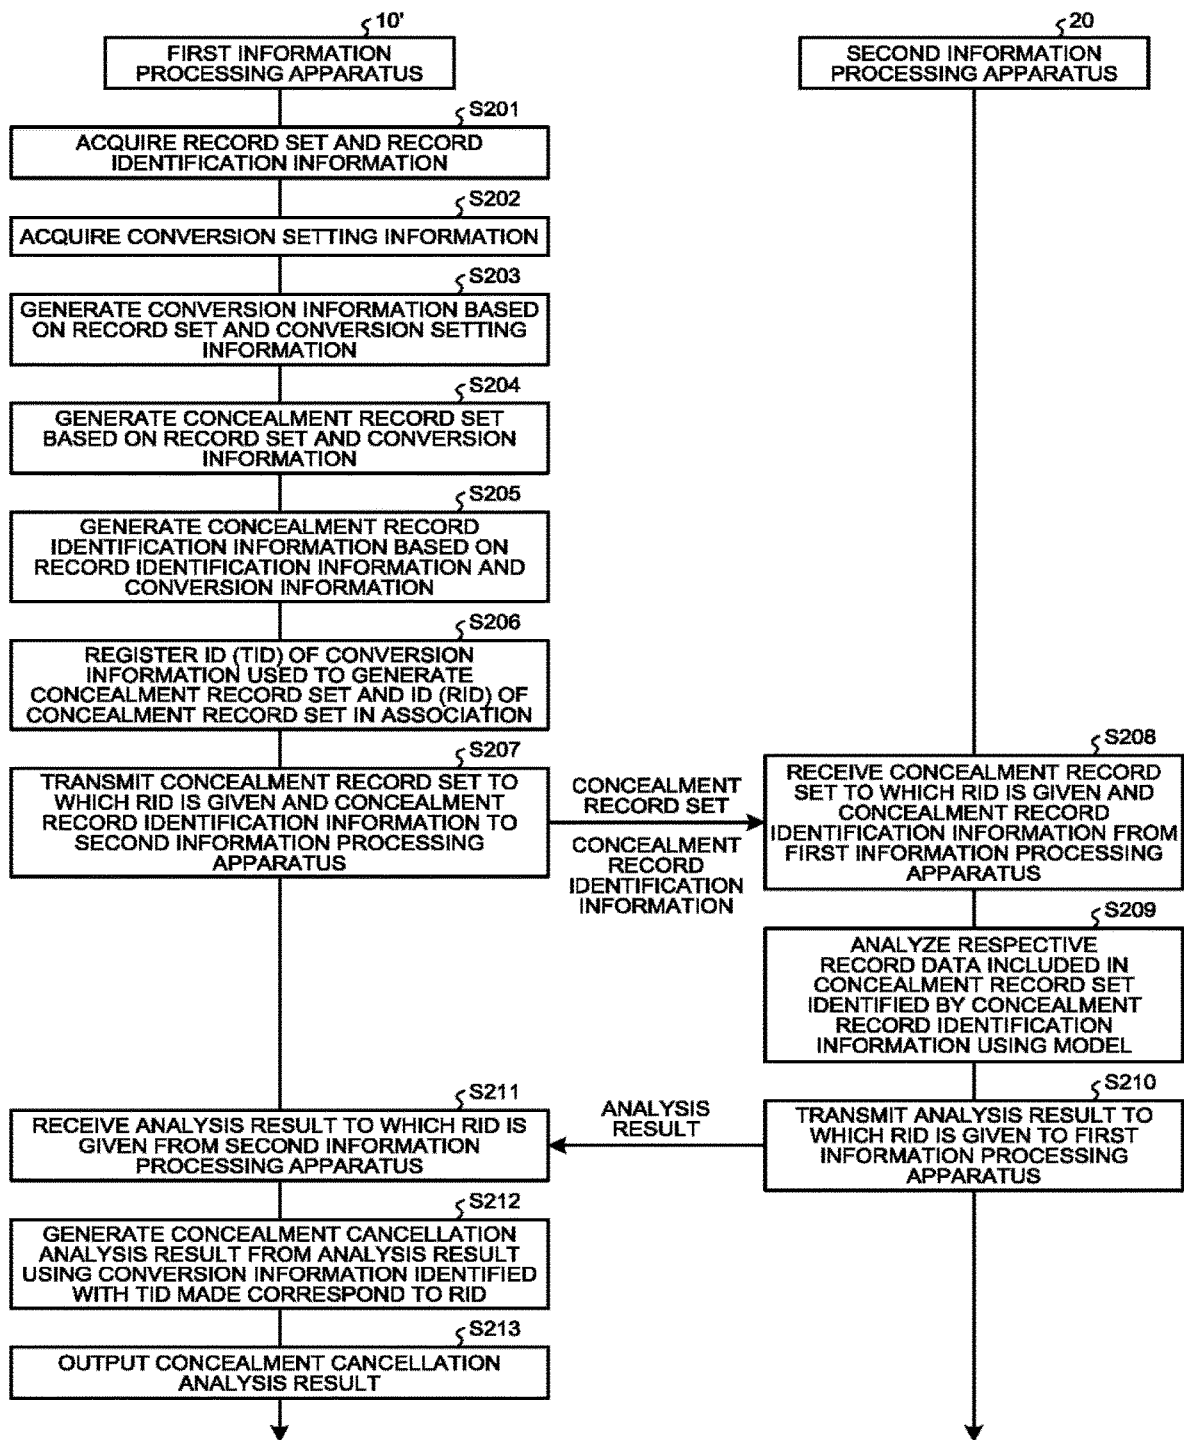 10'
FIRST INFORMATION
PROCESSING APPARATUS
20
SECOND INFORMATION
PROCESSING APPARATUS
S201
ACQUIRE RECORD SET AND RECORD
IDENTIFICATION INFORMATION
S202
ACQUIRE CONVERSION SETTING INFORMATION
S203
GENERATE CONVERSION INFORMATION BASED
ON RECORD SET AND CONVERSION SETTING
INFORMATION
S204
GENERATE CONCEALMENT RECORD SET
BASED ON RECORD SET AND CONVERSION
INFORMATION
S205
GENERATE CONCEALMENT RECORD
IDENTIFICATION INFORMATION BASED ON
RECORD IDENTIFICATION INFORMATION AND
CONVERSION INFORMATION
S206
REGISTER ID (TID) OF CONVERSION
INFORMATION USED TO GENERATE
CONCEALMENT RECORD SET AND ID (RID) OF
CONCEALMENT RECORD SET IN ASSOCIATION
S207
TRANSMIT CONCEALMENT RECORD SET TO
WHICH RID IS GIVEN AND CONCEALMENT
RECORD IDENTIFICATION INFORMATION TO
SECOND INFORMATION PROCESSING
APPARATUS
CONCEALMENT
RECORD SET
CONCEALMENT
RECORD
IDENTIFICATION
INFORMATION
S208
RECEIVE CONCEALMENT RECORD
SET TO WHICH RID IS GIVEN AND
CONCEALMENT RECORD
IDENTIFICATION INFORMATION FROM
FIRST INFORMATION PROCESSING
APPARATUS
S209
ANALYZE RESPECTIVE
RECORD DATA INCLUDED IN
CONCEALMENT RECORD SET
IDENTIFIED BY CONCEALMENT
RECORD IDENTIFICATION
INFORMATION USING MODEL
S210
TRANSMIT ANALYSIS RESULT TO
WHICH RID IS GIVEN TO FIRST
INFORMATION PROCESSING
APPARATUS
ANALYSIS
RESULT
S211
RECEIVE ANALYSIS RESULT TO WHICH RID IS
GIVEN FROM SECOND INFORMATION
PROCESSING APPARATUS
S212
GENERATE CONCEALMENT CANCELLATION
ANALYSIS RESULT FROM ANALYSIS RESULT
USING CONVERSION INFORMATION IDENTIFIED
WITH TID MADE CORRESPOND TO RID
S213
OUTPUT CONCEALMENT CANCELLATION
ANALYSIS RESULT